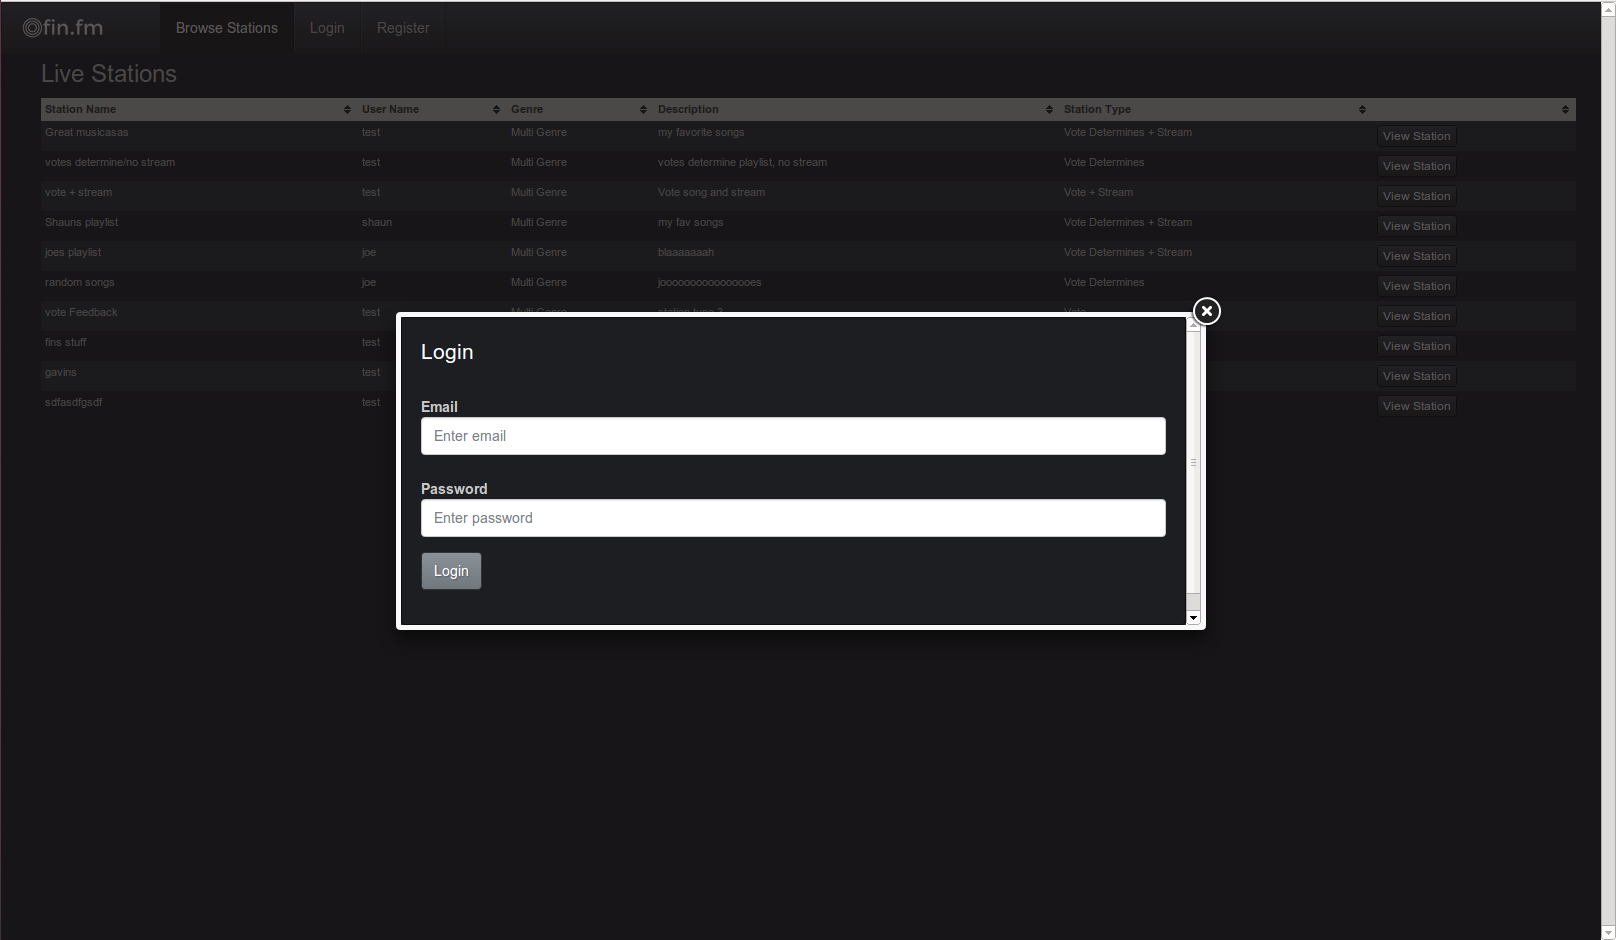 fin.fm Browse Stations Login Register
Live Stations
Station Name User Name Genre Description Station Type
Great musicasas test Multi Genre my favorite songs Vote Determines + Stream View Station
votes determine/no stream test Multi Genre votes determine playlist, no stream Vote Determines View Station
vote + stream test Multi Genre Vote song and stream Vote + Stream View Station
Shauns playlist shaun Multi Genre my fav songs Vote Determines + Stream View Station
joes playlist joe Multi Genre blaaaaaaah Vote Determines + Stream View Station
random songs joe Multi Genre jooooooooooooooooes Vote Determines View Station
vote Feedback test Multi Genre station type 3 Vote View Station
fins stuff test View Station
gavins test View Station
sdfasdfgsdf test View Station
Login
Email
Enter email
Password
Enter password
Login